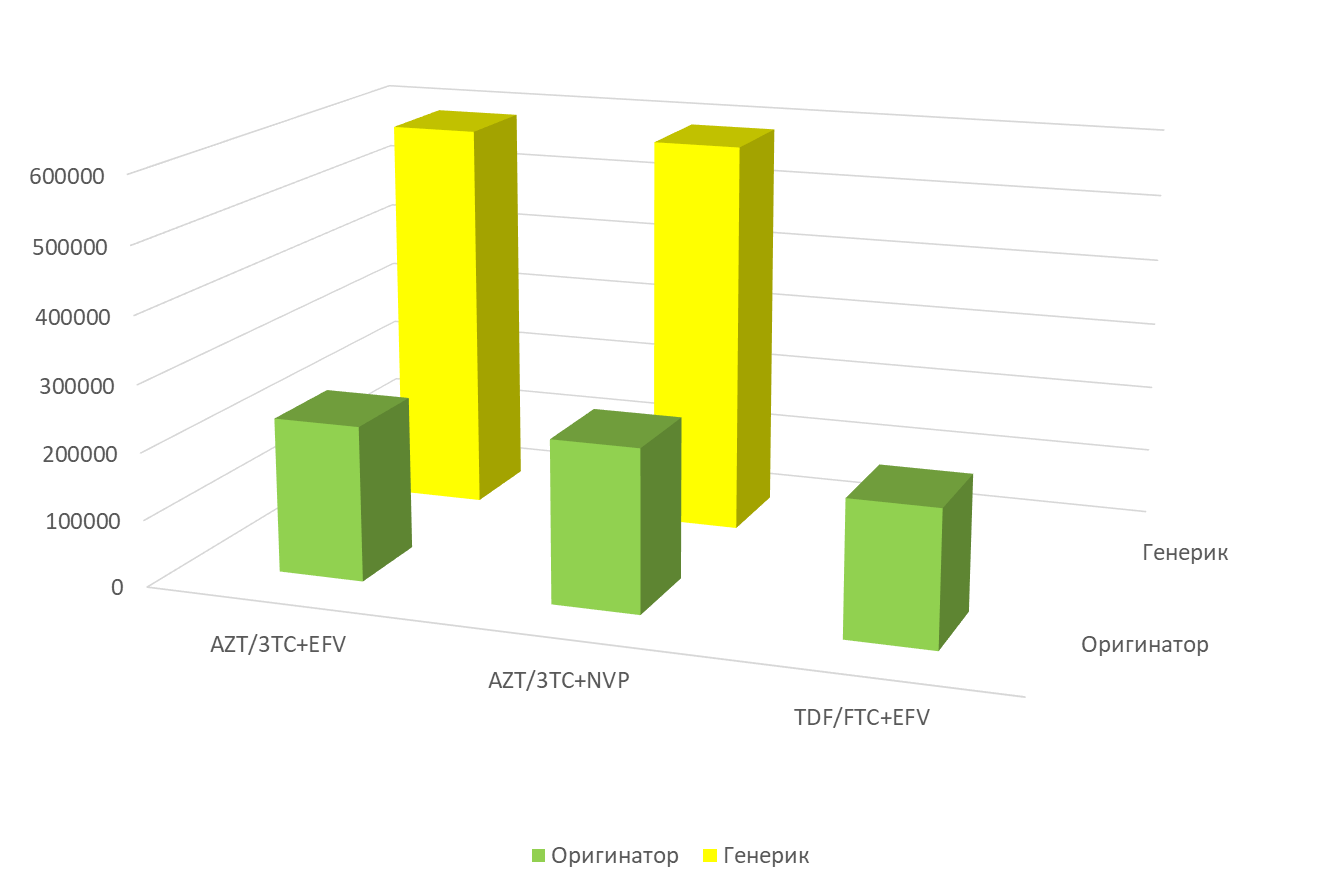 600000
500000
400000
300000
200000
100000
0
Генерик
Оригинатор
AZT/3TC+EFV
AZT/3TC+NVP
TDF/FTC+EFV
Оригинатор Генерик